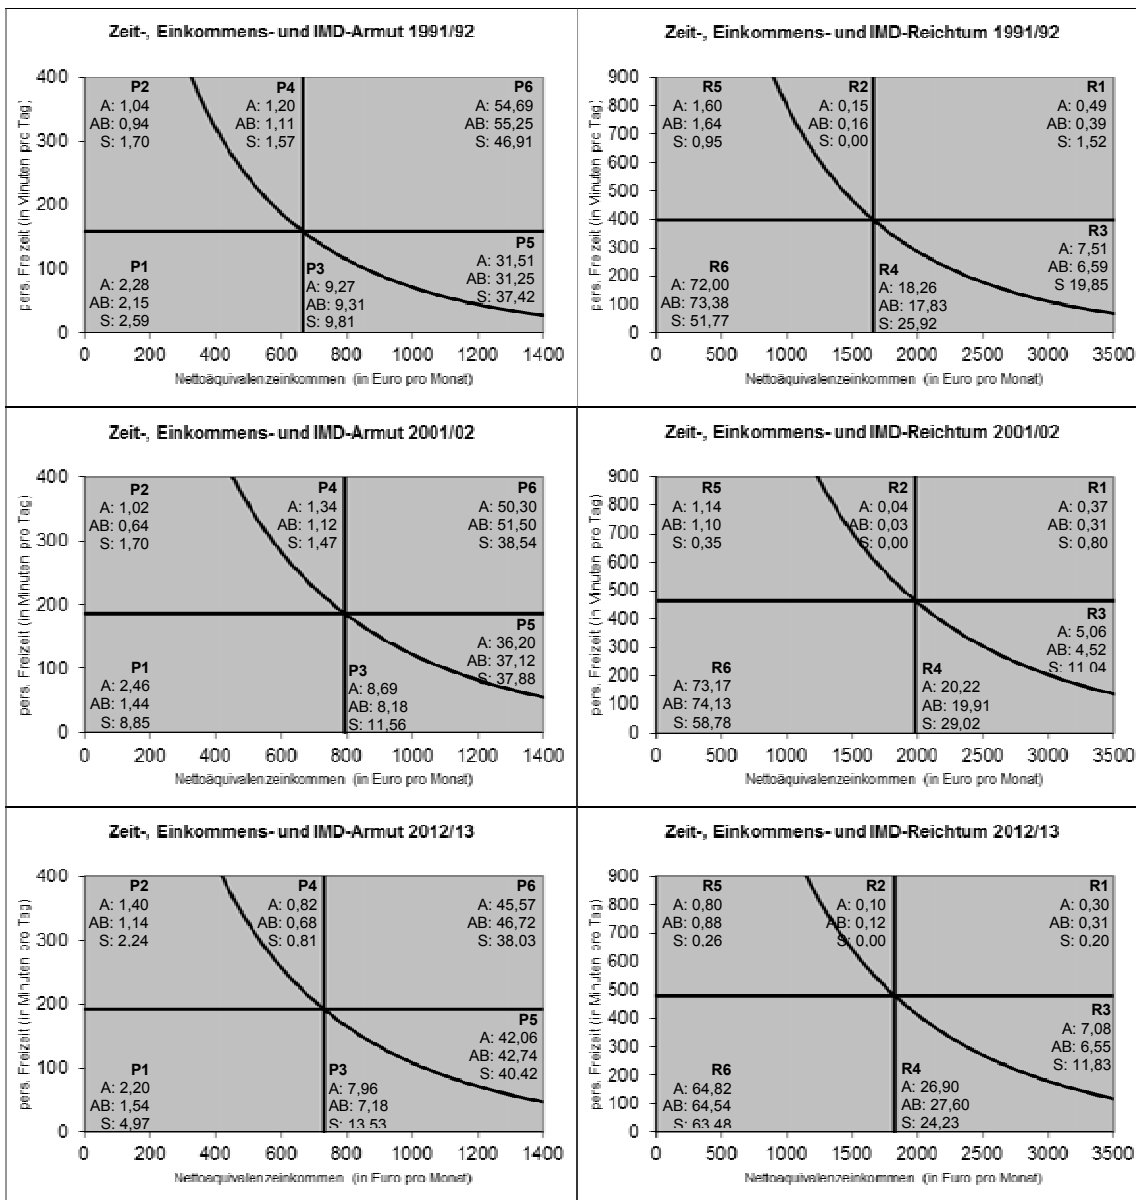 Zeit-, Einkommens- und IMD-Armut 1991/92
pers. Freizeit (in Minuten pro Tag)
400
300
200
100
0
P2
A: 1,04
AB: 0,94
S: 1,70
P4
A: 1,20
AB: 1,11
S: 1,57
P6
A: 54,69
AB: 55,25
S: 46,91
P1
A: 2,28
AB: 2,15
S: 2,59
P3
A: 9,27
AB: 9,31
S: 9,81
P5
A: 31,51
AB: 31,25
S: 37,42
0 200 400 600 800 1000 1200 1400
Nettoäquivalenzeinkommen (in Euro pro Monat)
Zeit-, Einkommens- und IMD-Reichtum 1991/92
pers. Freizeit (in Minuten pro Tag)
900
800
700
600
500
400
300
200
100
0
R5
A: 1,60
AB: 1,64
S: 0,95
R2
A: 0,15
AB: 0,16
S: 0,00
R1
A: 0,49
AB: 0,39
S: 1,52
R6
A: 72,00
AB: 73,38
S: 51,77
R4
A: 18,26
AB: 17,83
S: 25,92
R3
A: 7,51
AB: 6,59
S 19,85
0 500 1000 1500 2000 2500 3000 3500
Nettoäquivalenzeinkommen (in Euro pro Monat)
Zeit-, Einkommens- und IMD-Armut 2001/02
pers. Freizeit (in Minuten pro Tag)
400
300
200
100
0
P2
A: 1,02
AB: 0,64
S: 1,70
P4
A: 1,34
AB: 1,12
S: 1,47
P6
A: 50,30
AB: 51,50
S: 38,54
P1
A: 2,46
AB: 1,44
S: 8,85
P3
A: 8,69
AB: 8,18
S: 11,56
P5
A: 36,20
AB: 37,12
S: 37,88
0 200 400 600 800 1000 1200 1400
Nettoäquivalenzeinkommen (in Euro pro Monat)
Zeit-, Einkommens- und IMD-Reichtum 2001/02
pers. Freizeit (in Minuten pro Tag)
900
800
700
600
500
400
300
200
100
0
R5
A: 1,14
AB: 1,10
S: 0,35
R2
A: 0,04
AB: 0,03
S: 0,00
R1
A: 0,37
AB: 0,31
S: 0,80
R6
A: 73,17
AB: 74,13
S: 58,78
R4
A: 20,22
AB: 19,91
S: 29,02
R3
A: 5,06
AB: 4,52
S: 11,04
0 500 1000 1500 2000 2500 3000 3500
Nettoäquivalenzeinkommen (in Euro pro Monat)
Zeit-, Einkommens- und IMD-Armut 2012/13
pers. Freizeit (in Minuten pro Tag)
400
300
200
100
0
P2
A: 1,40
AB: 1,14
S: 2,24
P4
A: 0,82
AB: 0,68
S: 0,81
P6
A: 45,57
AB: 46,72
S: 38,03
P1
A: 2,20
AB: 1,54
S: 4,97
P3
A: 7,96
AB: 7,18
S: 13,53
P5
A: 42,06
AB: 42,74
S: 40,42
0 200 400 600 800 1000 1200 1400
Nettoäquivalenzeinkommen (in Euro pro Monat)
Zeit-, Einkommens- und IMD-Reichtum 2012/13
pers. Freizeit (in Minuten pro Tag)
900
800
700
600
500
400
300
200
100
0
R5
A: 0,80
AB: 0,88
S: 0,26
R2
A: 0,10
AB: 0,12
S: 0,00
R1
A: 0,30
AB: 0,31
S: 0,20
R6
A: 64,82
AB: 64,54
S: 63,48
R4
A: 26,90
AB: 27,60
S: 24,23
R3
A: 7,08
AB: 6,55
S: 11,83
0 500 1000 1500 2000 2500 3000 3500
Nettoäquivalenzeinkommen (in Euro pro Monat)